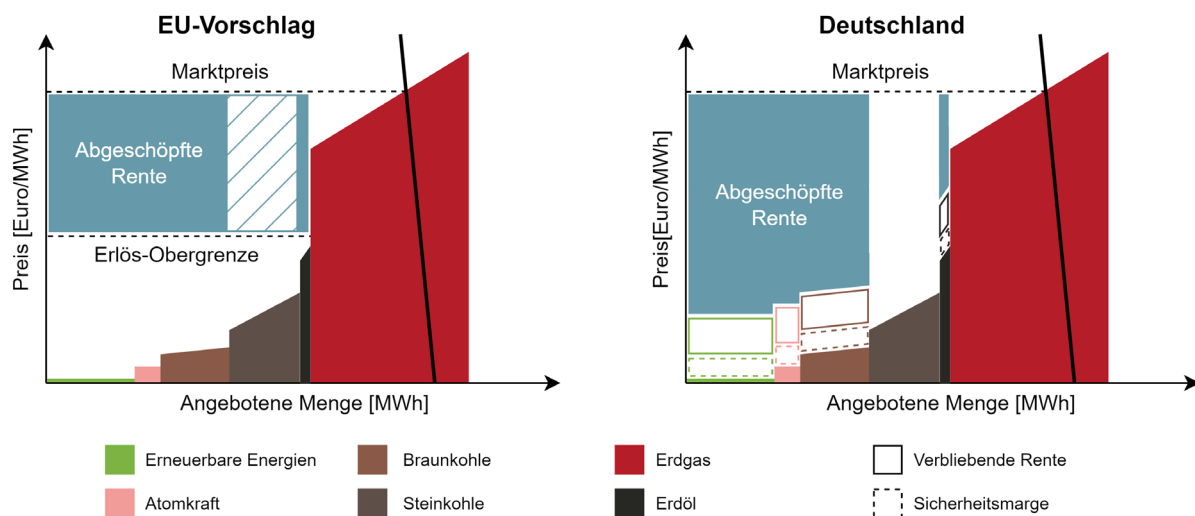 EU-Vorschlag
Marktpreis
Abgeschöpfte
Rente
Erlös-Obergrenze
Preis [Euro/MWh]
Angebotene Menge [MWh]
Deutschland
Marktpreis
Abgeschöpfte
Rente
Preis[Euro/MWh]
Angebotene Menge [MWh]
Erneuerbare Energien
Braunkohle
Erdgas
Verbliebende Rente
Atomkraft
Steinkohle
Erdöl
Sicherheitsmarge